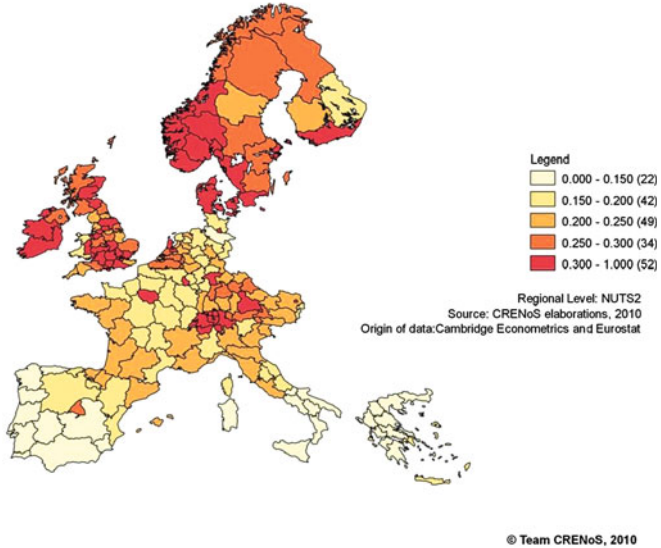 Legend
0.000 - 0.150 (22)
0.150 - 0.200 (42)
0.200 - 0.250 (49)
0.250 - 0.300 (34)
0.300 - 1.000 (52)
Regional Level: NUTS2
Source: CRENoS elaborations, 2010
Origin of data:Cambridge Econometrics and Eurostat
© Team CRENoS, 2010